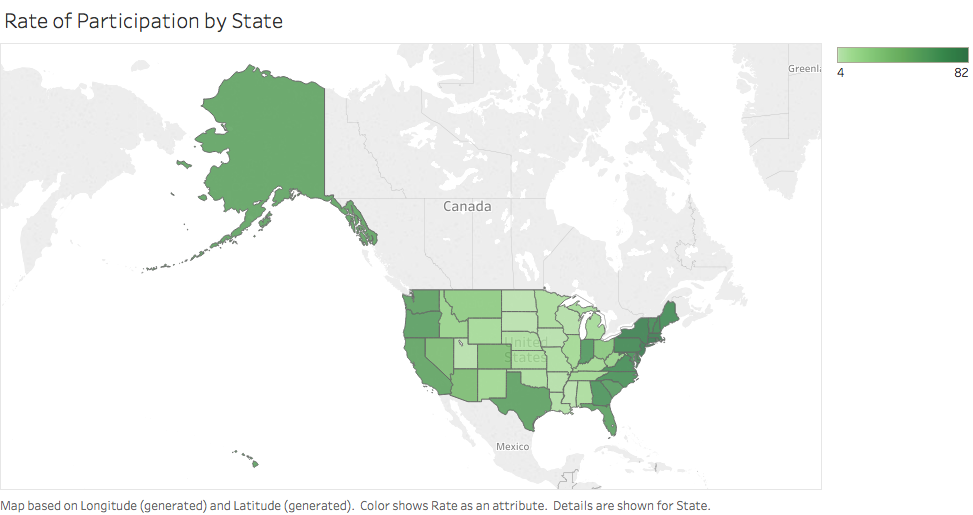 Rate of Participation by State
Greenla
4
82
Canada
United
States
Mexico
Map based on Longitude (generated) and Latitude (generated). Color shows Rate as an attribute. Details are shown for State.